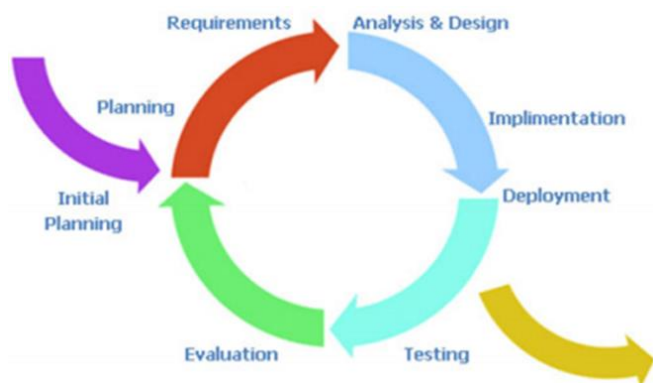 Requirements
Analysis & Design
Planning
Implimentation
Initial
Planning
Deployment
Evaluation
Testing